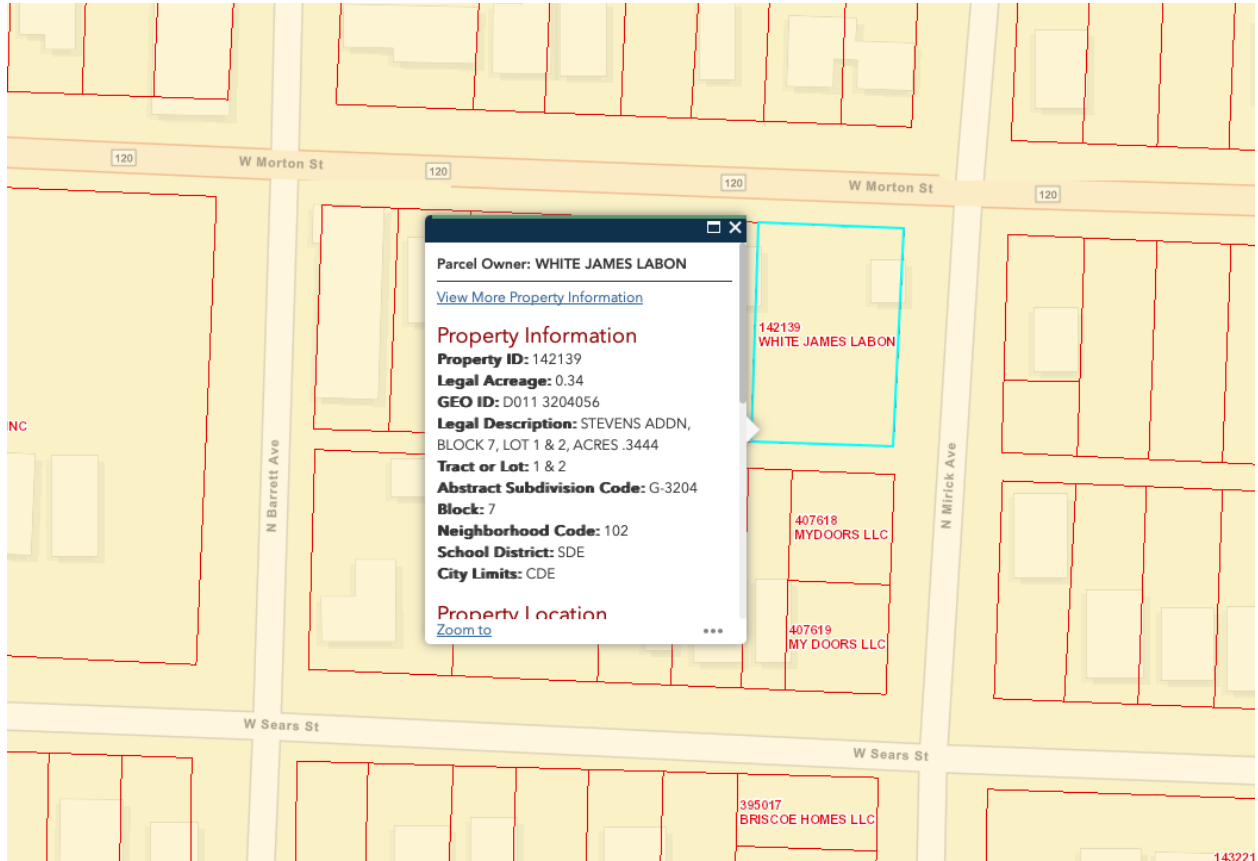 120
W Morton St
120
120
W Morton St
120
Parcel Owner: WHITE JAMES LABON
View More Property Information
Property Information
Property ID: 142139
Legal Acreage: 0.34
GEO ID: D011 3204056
Legal Description: STEVENS ADDN,
BLOCK 7, LOT 1 & 2, ACRES .3444
Tract or Lot: 1 & 2
Abstract Subdivision Code: G-3204
Block: 7
Neighborhood Code: 102
School District: SDE
City Limits: CDE
Property Location
Zoom to
142139
WHITE JAMES LABON
NC
N Barrett Ave
N Mirick Ave
407618
MYDOORS LLC
407619
MY DOORS LLC
W Sears St
W Sears St
395017
BRISCOE HOMES LLC
143221